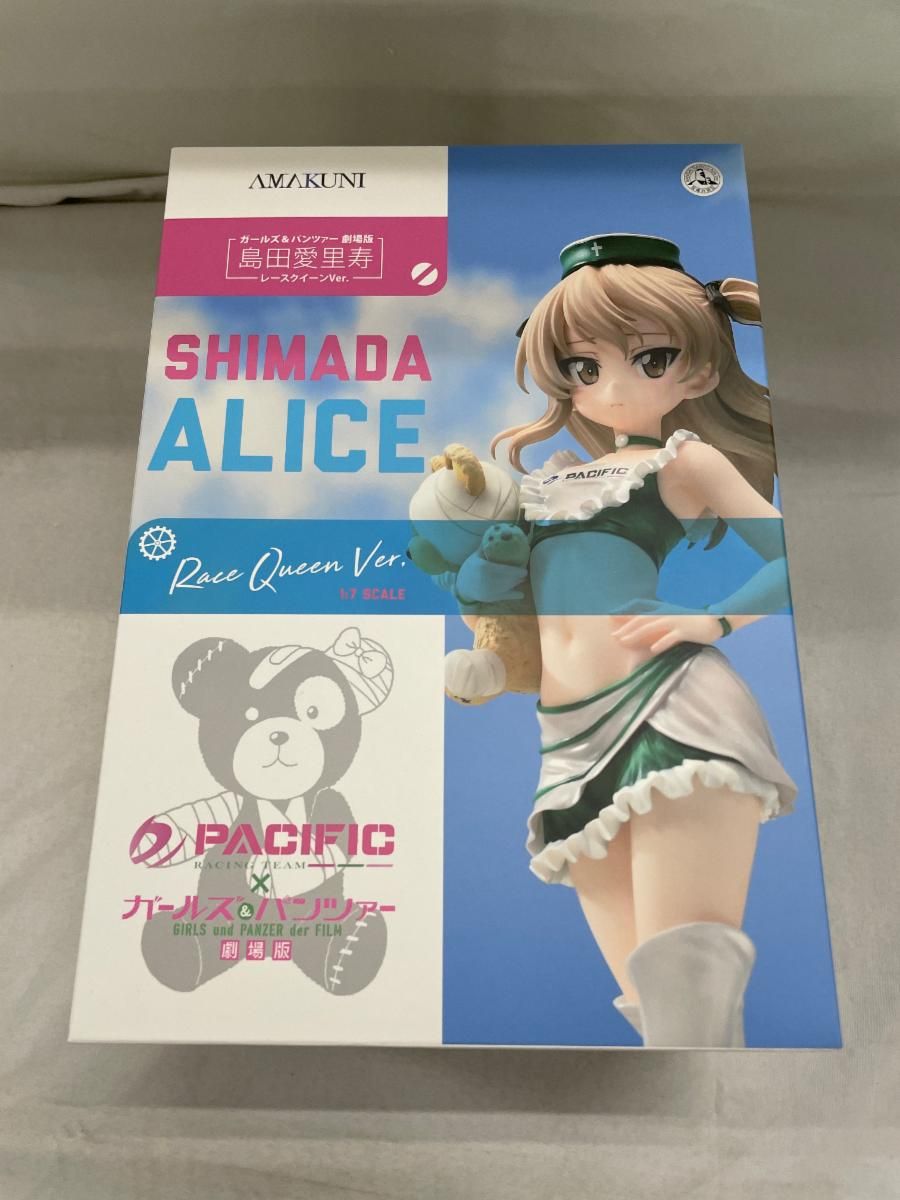 AMAKUNI
ガールズ&パンツァー 劇場版
島田愛里寿
レースクイーンVer.
SHIMADA
ALICE
PACIFIC
Race Queen Ver.
1:7 SCALE
PACIFIC
RACING TEAM
×
ガールズ&パンツァー
GIRLS und PANZER der FILM
劇場版